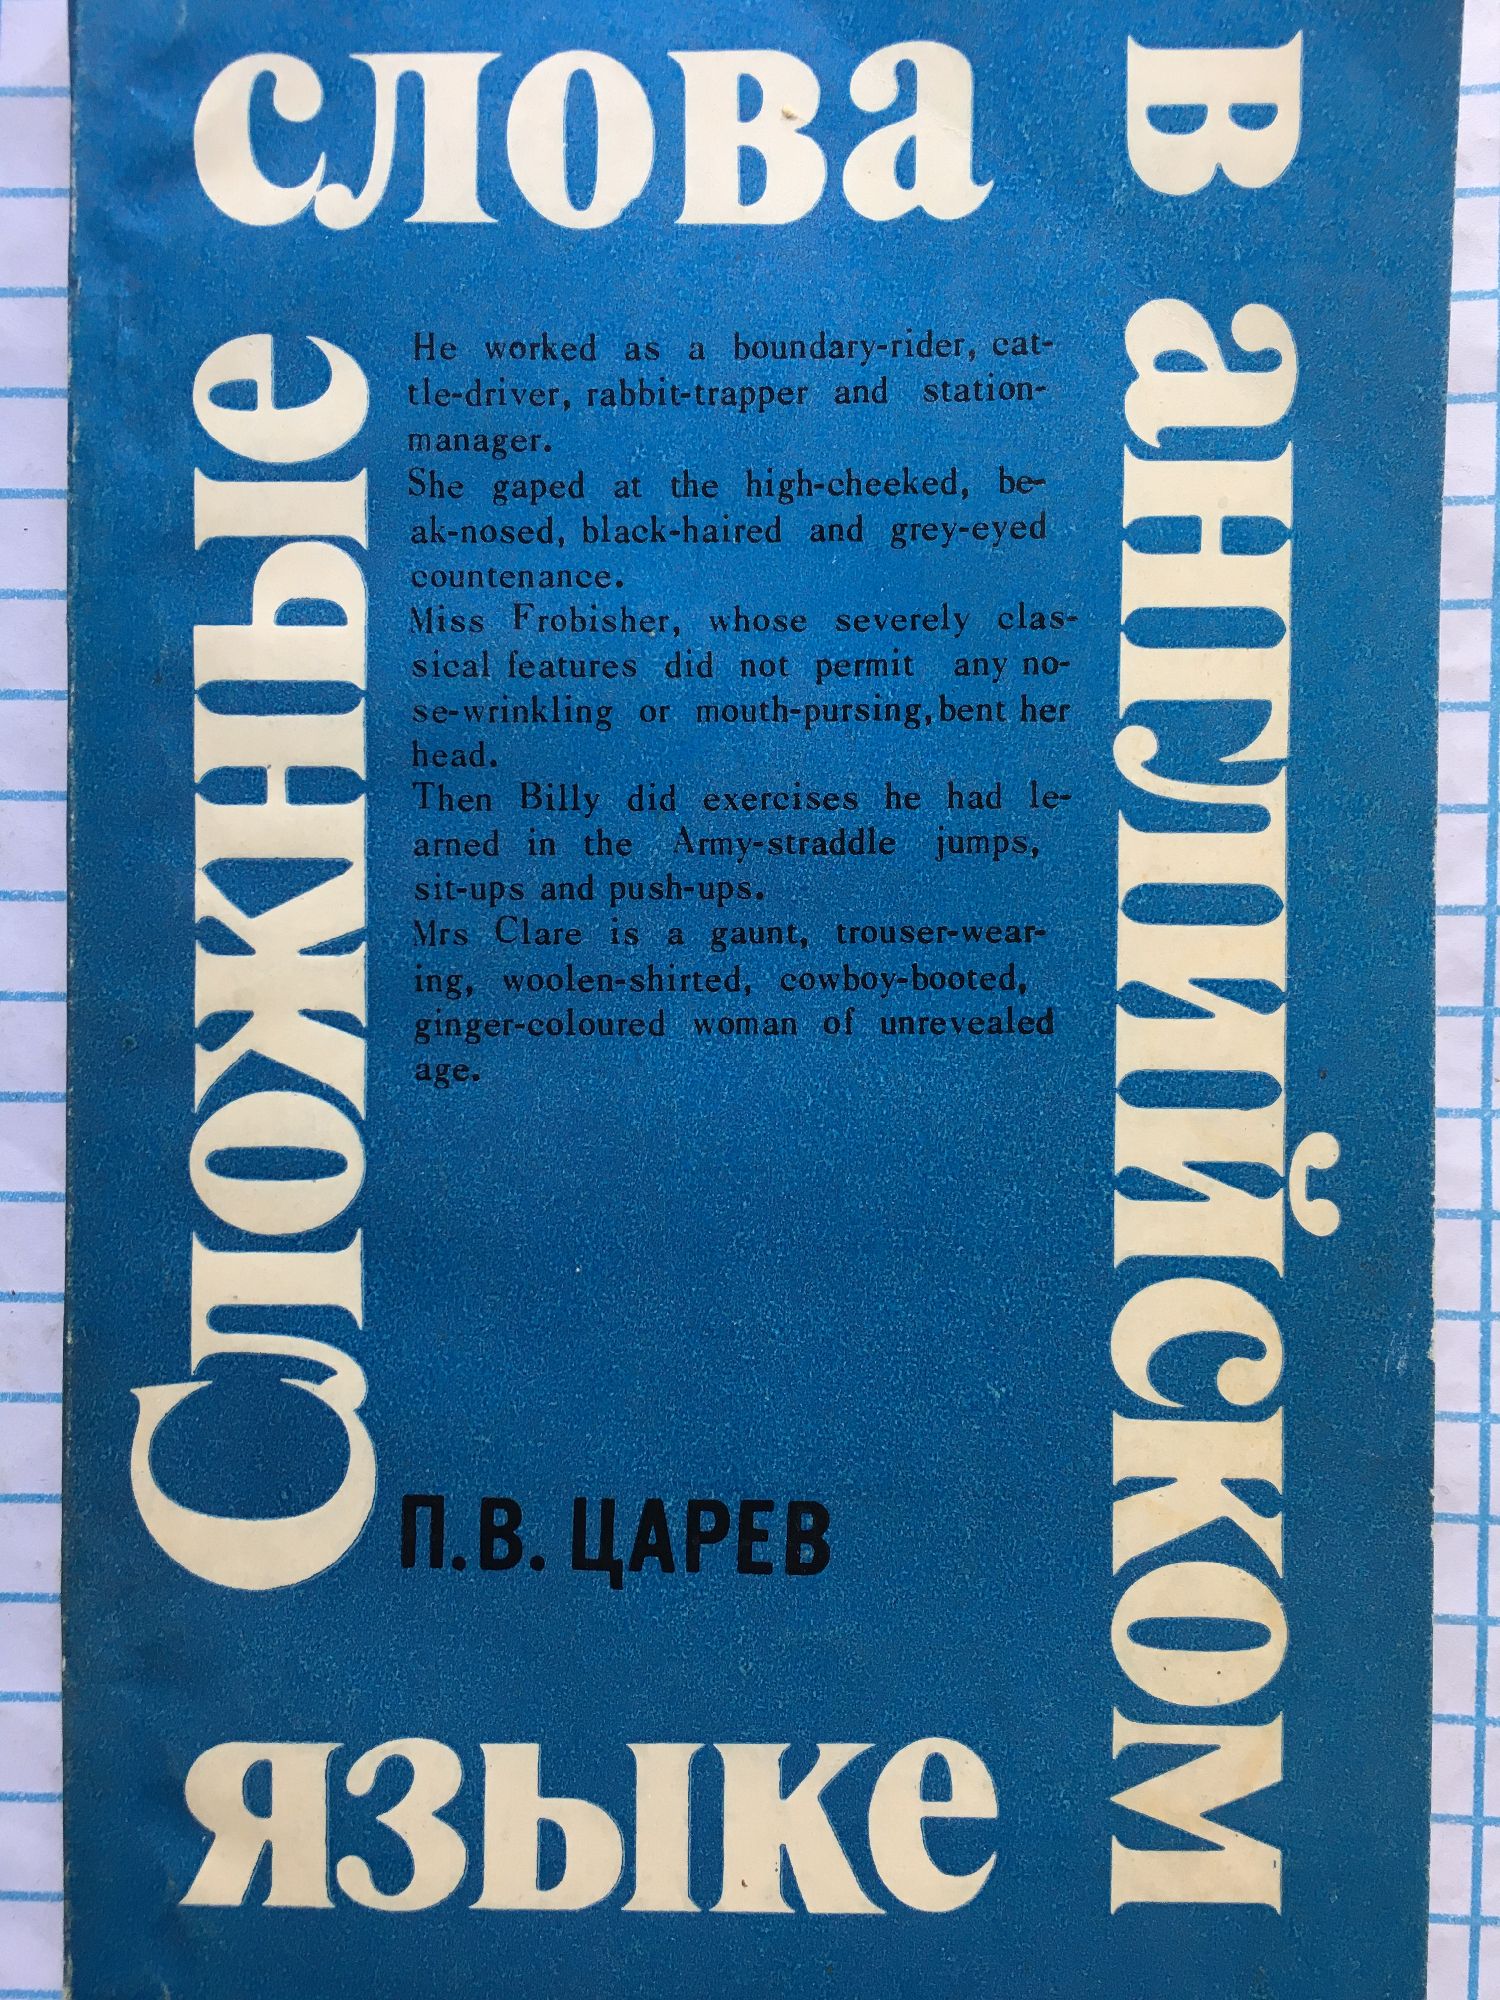 Сложные
слова
в английском
языке
He worked as a boundary-rider, cat-
tle-driver, rabbit-trapper and station-
manager.
She gaped at the high-cheeked, be-
ak-nosed, black-haired and grey-eyed
countenance.
Miss Frobisher, whose severely clas-
sical features did not permit any no-
se-wrinkling or mouth-pursing, bent her
head.
Then Billy did exercises he had le-
arned in the Army-straddle jumps,
sit-ups and push-ups.
Mrs Clare is a gaunt, trouser-wear-
ing, woolen-shirted, cowboy-booted,
ginger-coloured woman of unrevealed
age.
П.В. ЦАРЕВ